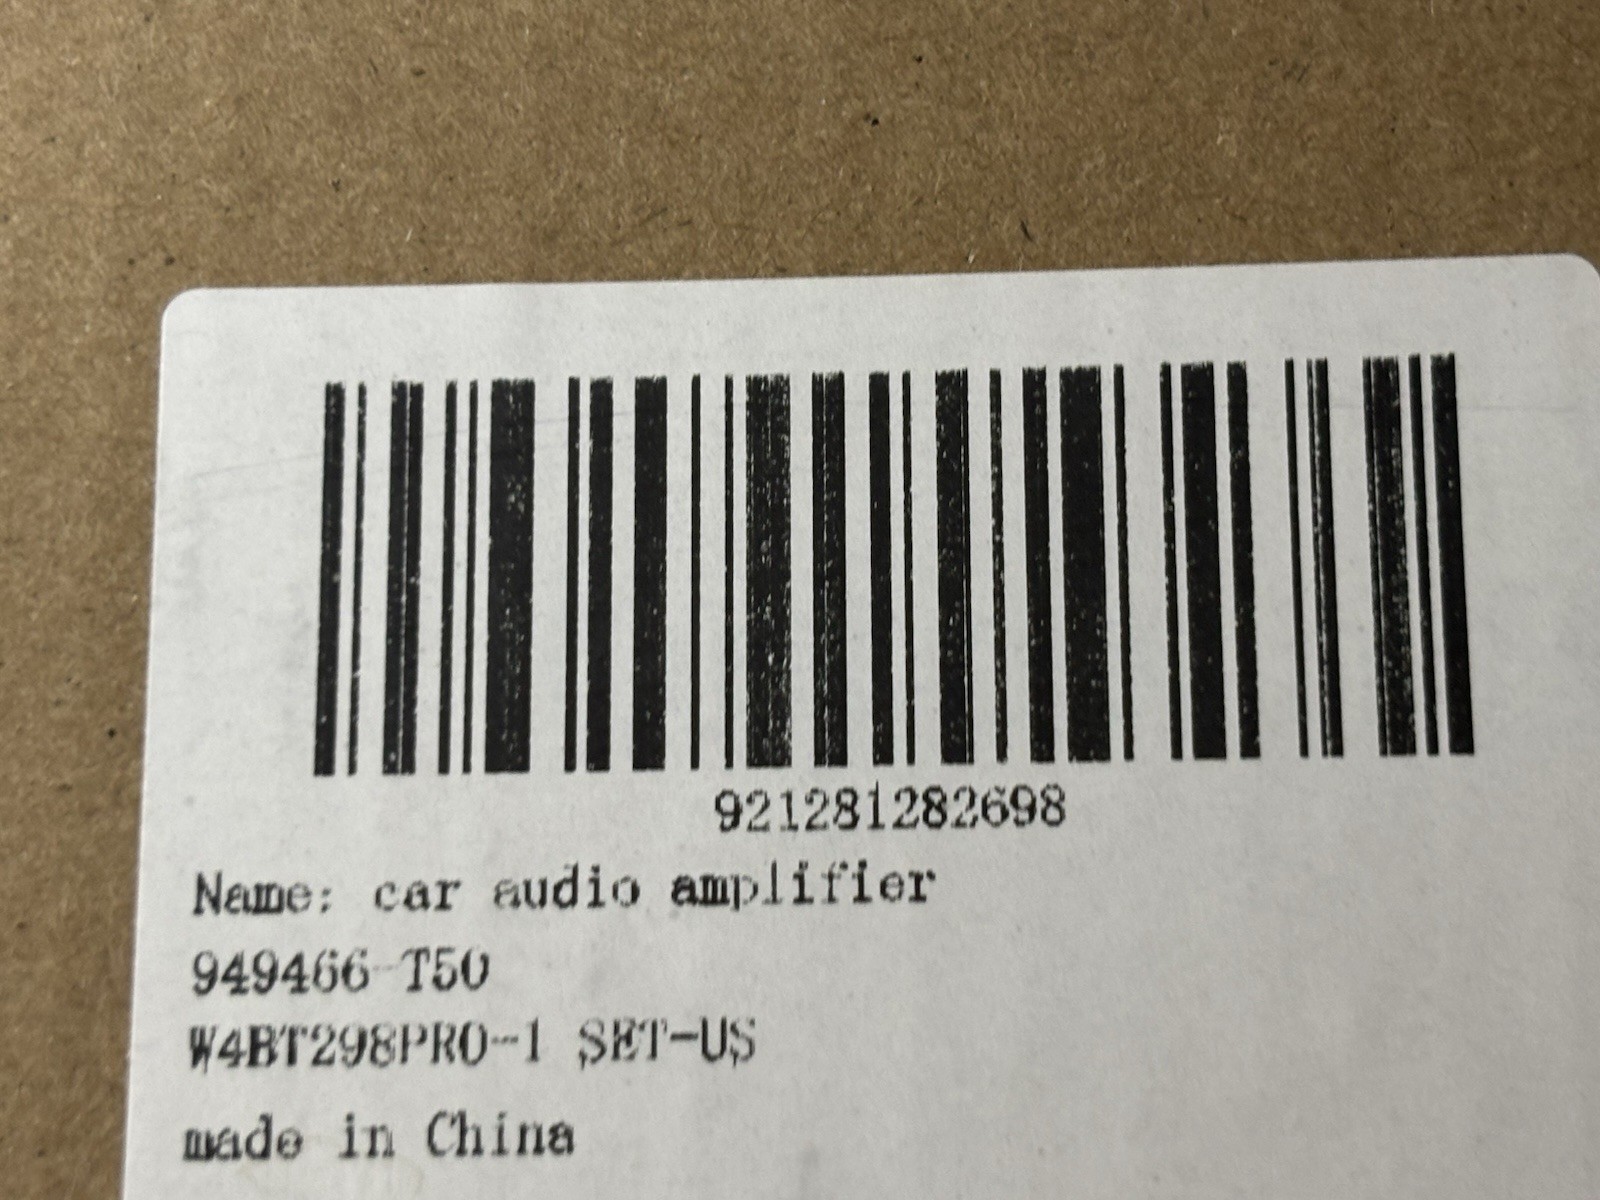 921281282698
Name: car audio amplifier
949466-T50
W4BT298PRO-1 SET-US
made in China